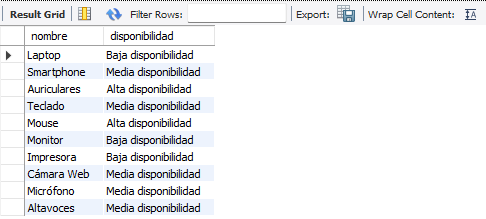 Result Grid Filter Rows: Export: Wrap Cell Content: IA
nombre disponibilidad
Laptop Baja disponibilidad
Smartphone Media disponibilidad
Auriculares Alta disponibilidad
Teclado Media disponibilidad
Mouse Alta disponibilidad
Monitor Baja disponibilidad
Impresora Baja disponibilidad
Cámara Web Media disponibilidad
Micrófono Media disponibilidad
Altavoces Media disponibilidad